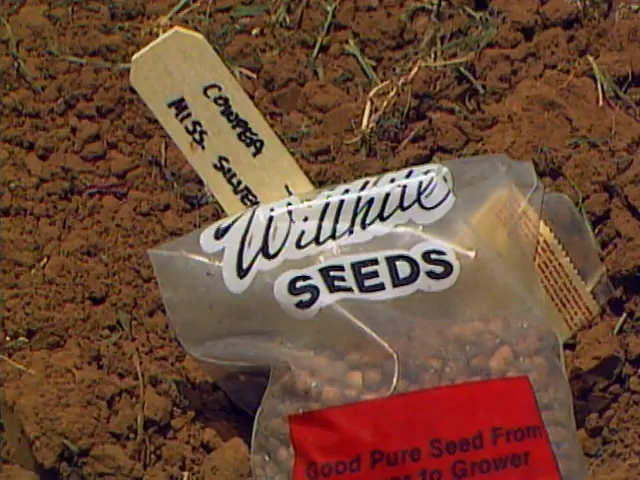 COWPEA
MISS. SILVE
Willhite
SEEDS
Good Pure Seed From
to Grower